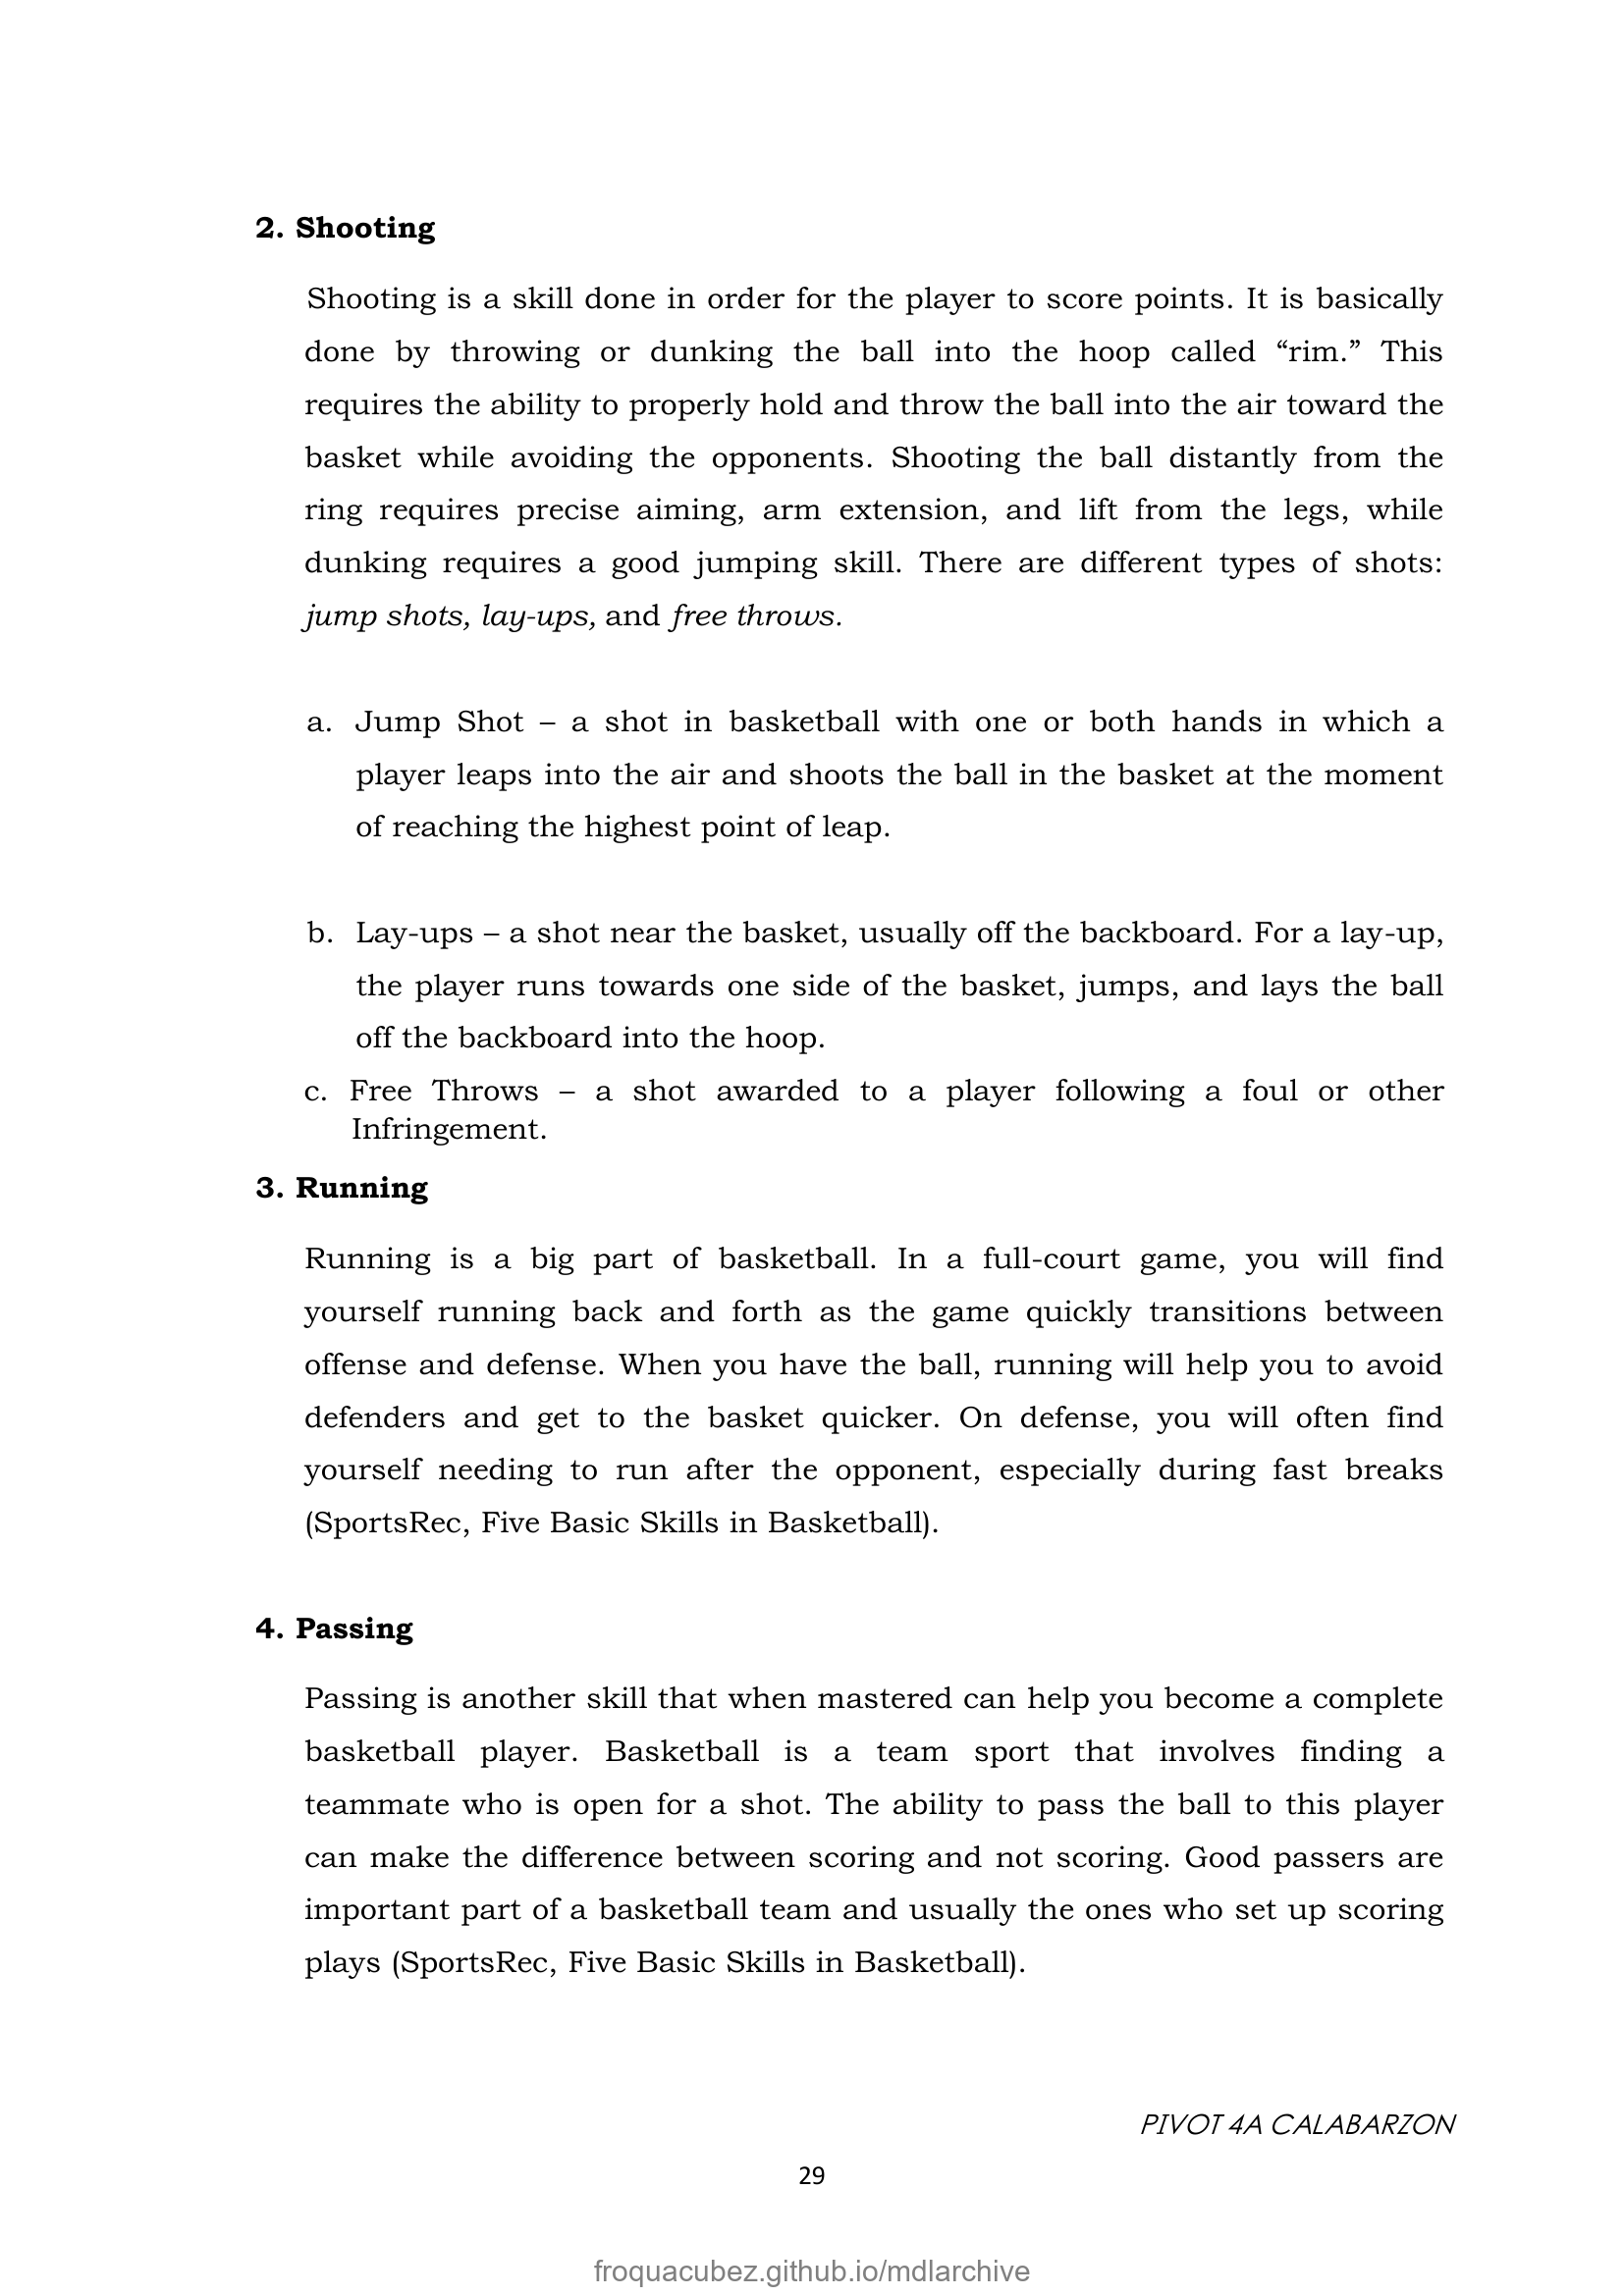 2. Shooting
Shooting is a skill done in order for the player to score points. It is basically
done by throwing or dunking the ball into the hoop called “rim.” This
requires the ability to properly hold and throw the ball into the air toward the
basket while avoiding the opponents. Shooting the ball distantly from the
ring requires precise aiming, arm extension, and lift from the legs, while
dunking requires a good jumping skill. There are different types of shots:
jump shots, lay-ups, and free throws.
a. Jump Shot – a shot in basketball with one or both hands in which a
player leaps into the air and shoots the ball in the basket at the moment
of reaching the highest point of leap.
b. Lay-ups – a shot near the basket, usually off the backboard. For a lay-up,
the player runs towards one side of the basket, jumps, and lays the ball
off the backboard into the hoop.
c. Free Throws – a shot awarded to a player following a foul or other
Infringement.
3. Running
Running is a big part of basketball. In a full-court game, you will find
yourself running back and forth as the game quickly transitions between
offense and defense. When you have the ball, running will help you to avoid
defenders and get to the basket quicker. On defense, you will often find
yourself needing to run after the opponent, especially during fast breaks
(SportsRec, Five Basic Skills in Basketball).
4. Passing
Passing is another skill that when mastered can help you become a complete
basketball player. Basketball is a team sport that involves finding a
teammate who is open for a shot. The ability to pass the ball to this player
can make the difference between scoring and not scoring. Good passers are
important part of a basketball team and usually the ones who set up scoring
plays (SportsRec, Five Basic Skills in Basketball).
PIVOT 4A CALABARZON
29
froquacubez.github.io/mdlarchive